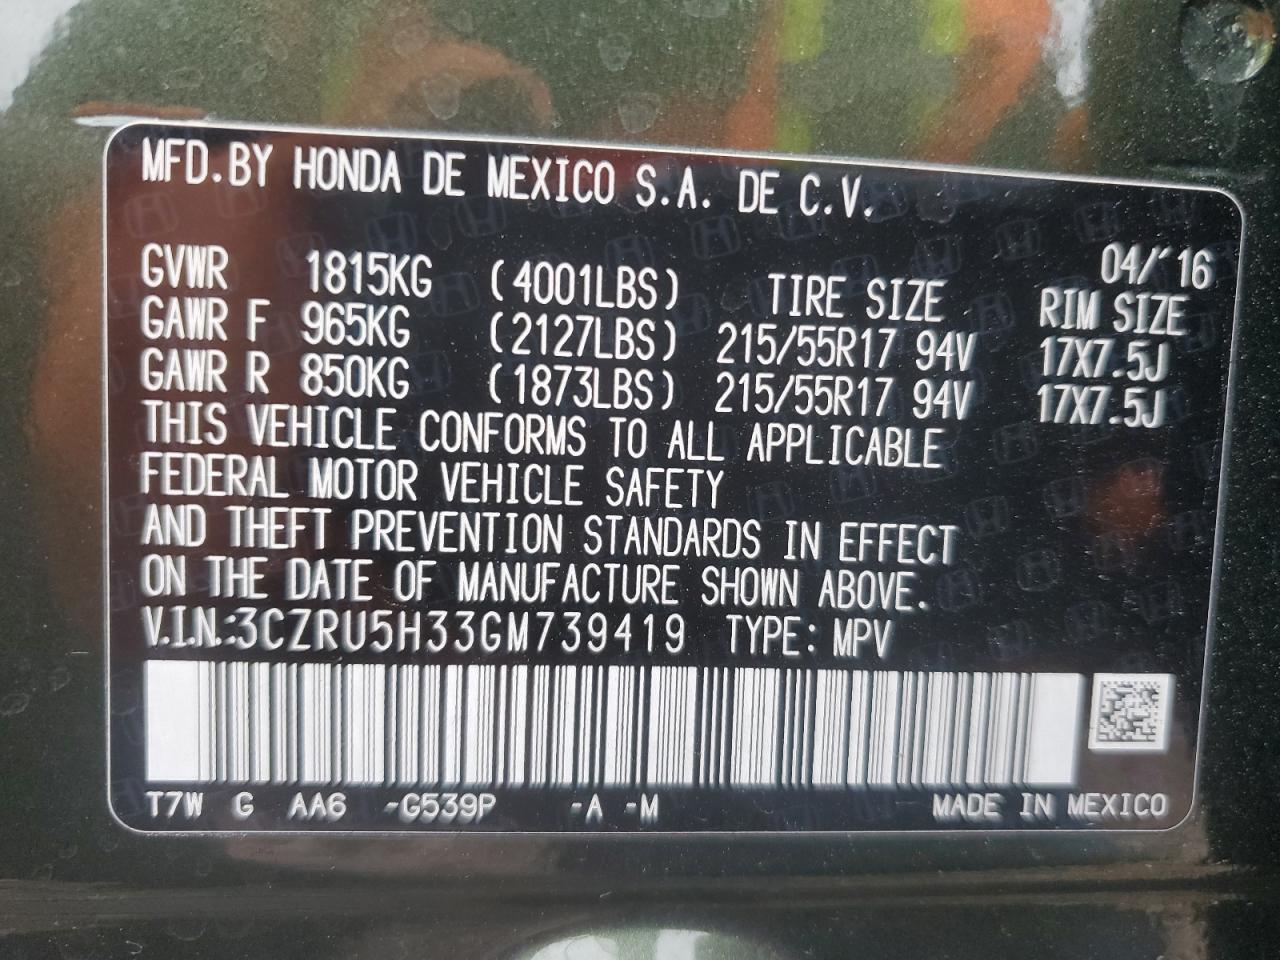 MFD.BY HONDA DE MEXICO S.A. DE C.V.
04/'16
GVWR 1815KG (4001LBS) TIRE SIZE RIM SIZE
GAWR F 965KG (2127LBS) 215/55R17 94V 17X7.5J
GAWR R 850KG (1873LBS) 215/55R17 94V 17X7.5J
THIS VEHICLE CONFORMS TO ALL APPLICABLE
FEDERAL MOTOR VEHICLE SAFETY
AND THEFT PREVENTION STANDARDS IN EFFECT
ON THE DATE OF MANUFACTURE SHOWN ABOVE.
V.I.N.:3CZRU5H33GM739419 TYPE: MPV
T7W G AA6 -G539P -A -M MADE IN MEXICO